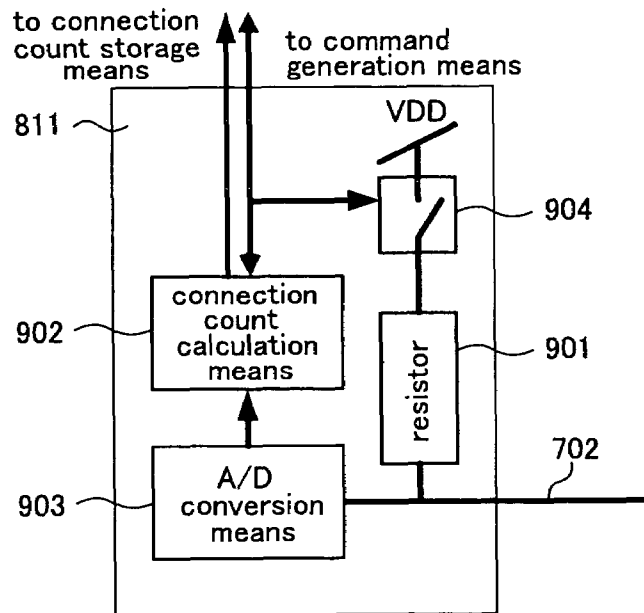 to connection
count storage
means
to command
generation means
811
VDD
904
connection
count
calculation
means
902
resistor
901
702
A/D
conversion
means
903